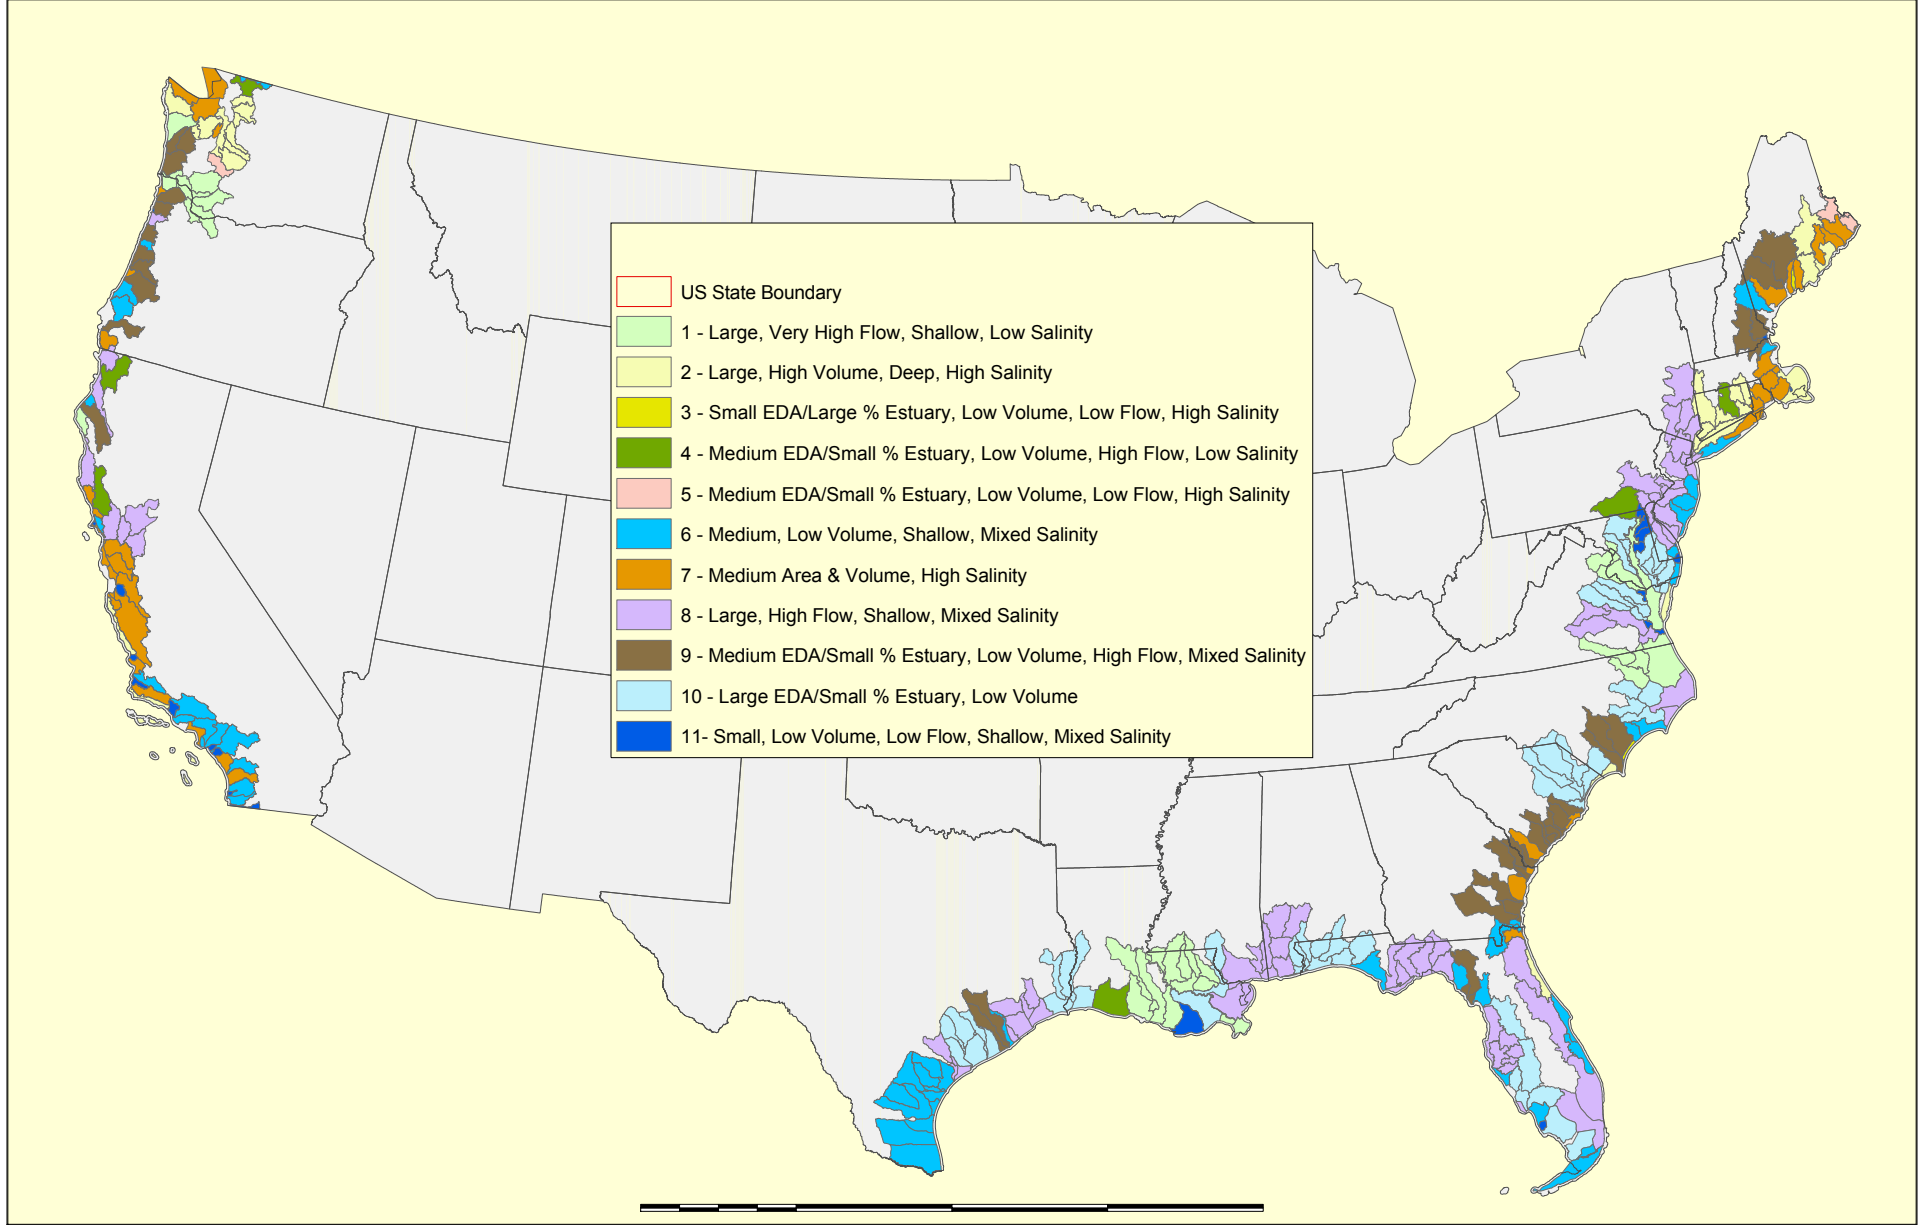 US State Boundary
1 - Large, Very High Flow, Shallow, Low Salinity
2 - Large, High Volume, Deep, High Salinity
3 - Small EDA/Large % Estuary, Low Volume, Low Flow, High Salinity
4 - Medium EDA/Small % Estuary, Low Volume, High Flow, Low Salinity
5 - Medium EDA/Small % Estuary, Low Volume, Low Flow, High Salinity
6 - Medium, Low Volume, Shallow, Mixed Salinity
7 - Medium Area & Volume, High Salinity
8 - Large, High Flow, Shallow, Mixed Salinity
9 - Medium EDA/Small % Estuary, Low Volume, High Flow, Mixed Salinity
10 - Large EDA/Small % Estuary, Low Volume
11- Small, Low Volume, Low Flow, Shallow, Mixed Salinity